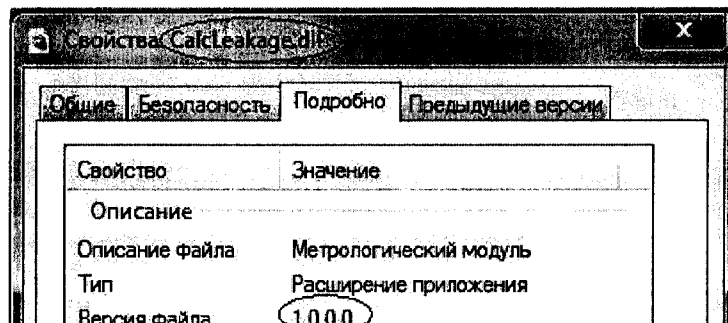 Свойства: CalcLeakage.dll
Общие Безопасность Подробно Предыдущие версии
Свойство Значение
Описание
Описание файла Метрологический модуль
Тип Расширение приложения
Версия файла 1.0.0.0